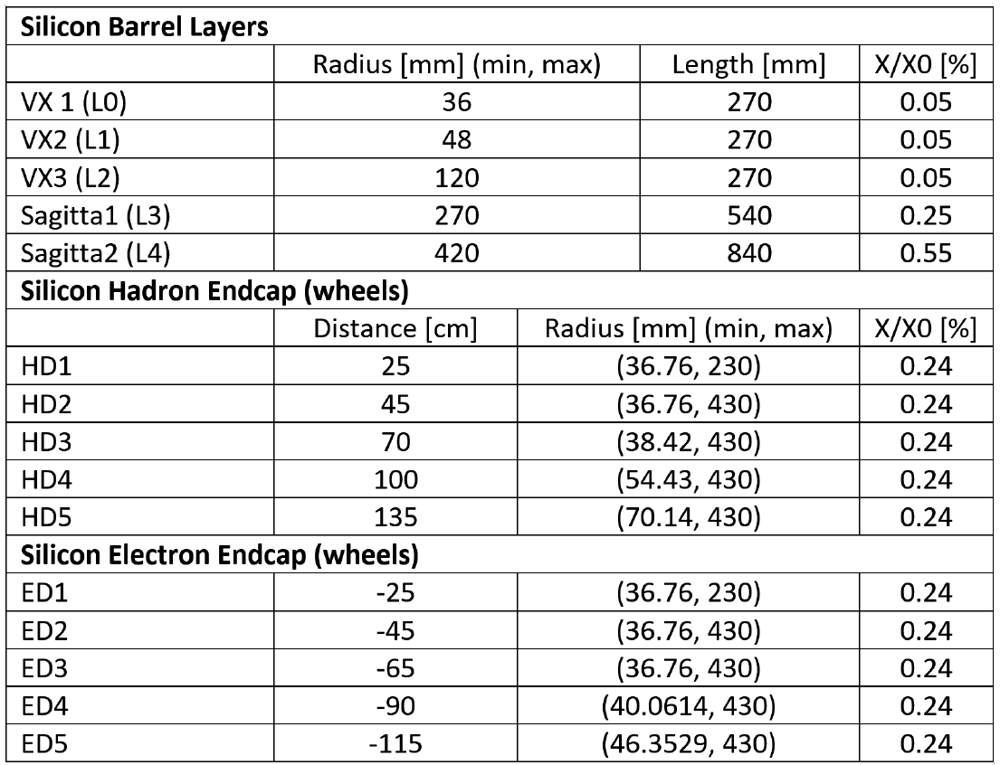 Silicon Barrel Layers
Radius [mm] (min, max) Length [mm] X/X0 [%]
VX 1 (L0) 36 270 0.05
VX2 (L1) 48 270 0.05
VX3 (L2) 120 270 0.05
Sagitta1 (L3) 270 540 0.25
Sagitta2 (L4) 420 840 0.55
Silicon Hadron Endcap (wheels)
Distance [cm] Radius [mm] (min, max) X/X0 [%]
HD1 25 (36.76, 230) 0.24
HD2 45 (36.76, 430) 0.24
HD3 70 (38.42, 430) 0.24
HD4 100 (54.43, 430) 0.24
HD5 135 (70.14, 430) 0.24
Silicon Electron Endcap (wheels)
ED1 -25 (36.76, 230) 0.24
ED2 -45 (36.76, 430) 0.24
ED3 -65 (36.76, 430) 0.24
ED4 -90 (40.0614, 430) 0.24
ED5 -115 (46.3529, 430) 0.24